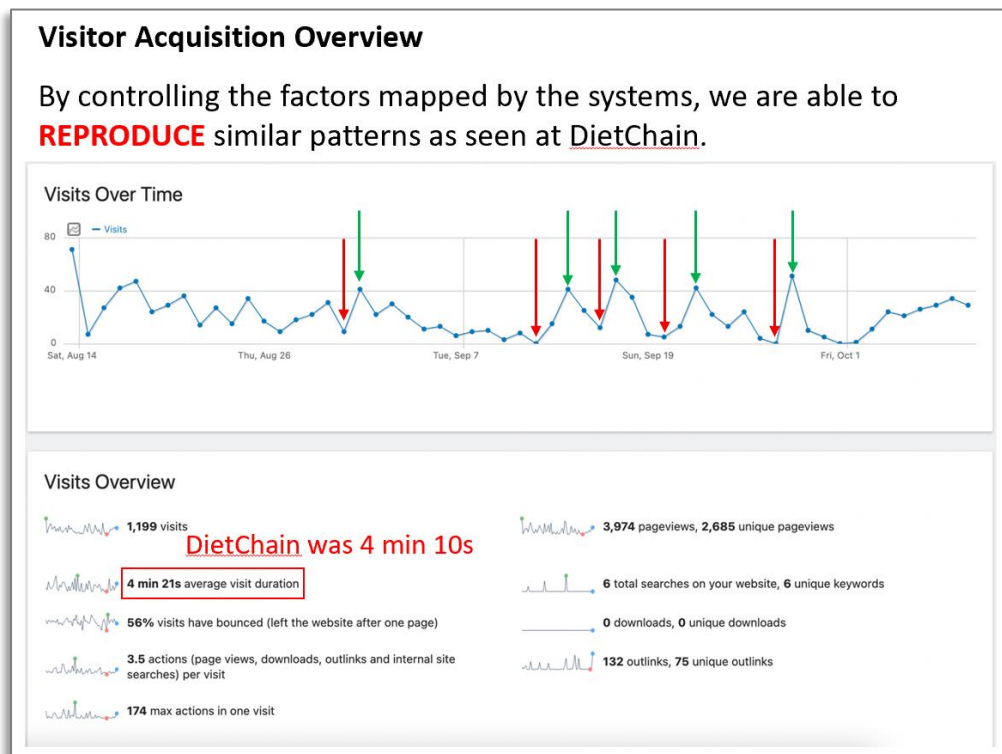 Visitor Acquisition Overview
By controlling the factors mapped by the systems, we are able to
REPRODUCE similar patterns as seen at DietChain.
Visits Over Time
Visits
80
40
0
Sat, Aug 14
Thu, Aug 26
Tue, Sep 7
Sun, Sep 19
Fri, Oct 1
Visits Overview
1,199 visits
DietChain was 4 min 10s
4 min 21s average visit duration
56% visits have bounced (left the website after one page)
3.5 actions (page views, downloads, outlinks and internal site
searches) per visit
174 max actions in one visit
3,974 pageviews, 2,685 unique pageviews
6 total searches on your website, 6 unique keywords
0 downloads, 0 unique downloads
132 outlinks, 75 unique outlinks